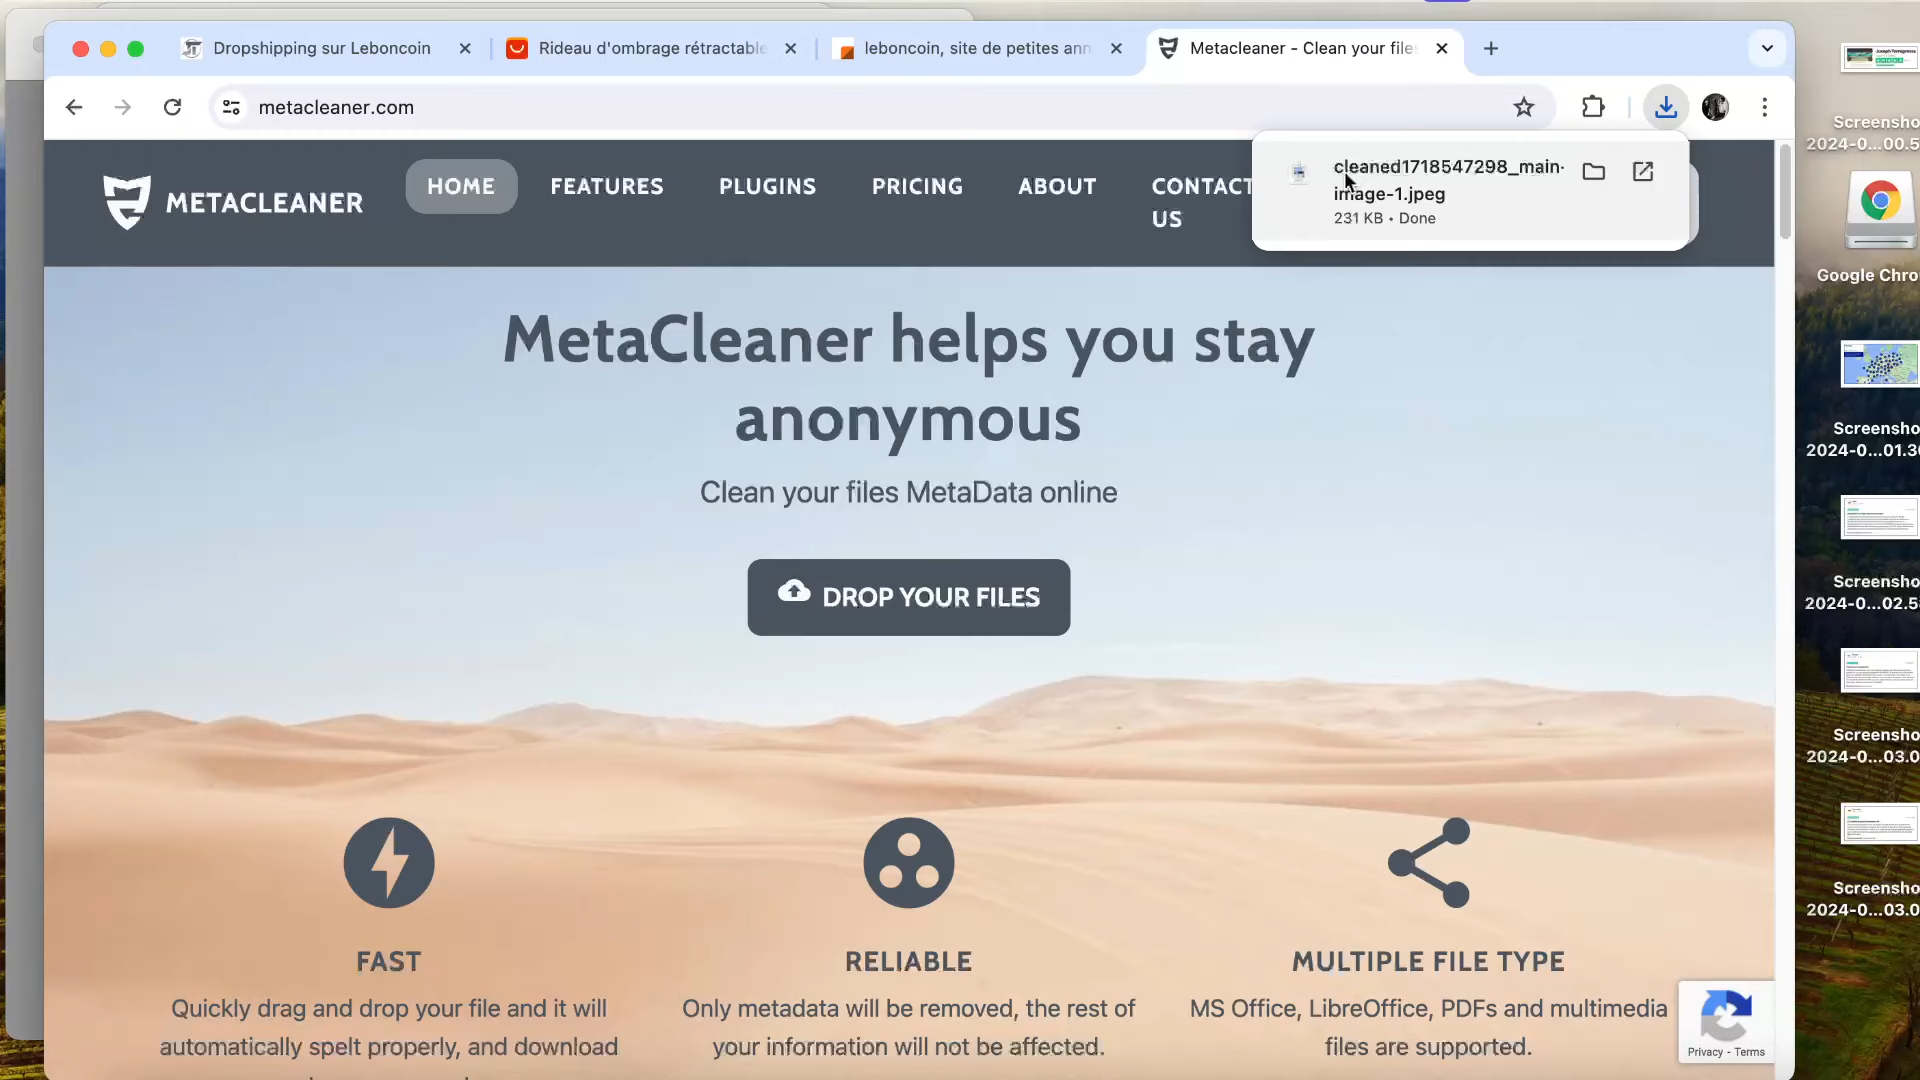 Dropshipping sur Leboncoin
Rideau d'ombrage rétractable
leboncoin, site de petites ann
Metacleaner - Clean your files
metacleaner.com
METACLEANER
HOME
FEATURES
PLUGINS
PRICING
ABOUT
CONTACT
US
cleaned1718547298_main-
image-1.jpeg
231 KB • Done
MetaCleaner helps you stay
anonymous
Clean your files MetaData online
DROP YOUR FILES
FAST
Quickly drag and drop your file and it will
automatically spelt properly, and download
RELIABLE
Only metadata will be removed, the rest of
your information will not be affected.
MULTIPLE FILE TYPE
MS Office, LibreOffice, PDFs and multimedia
files are supported.
Privacy - Terms
Screensho
2024-0...00.5
Google Chro
Screensho
2024-0...01.3
Screensho
2024-0...02.5
Screensho
2024-0...03.0
Screensho
2024-0...03.0